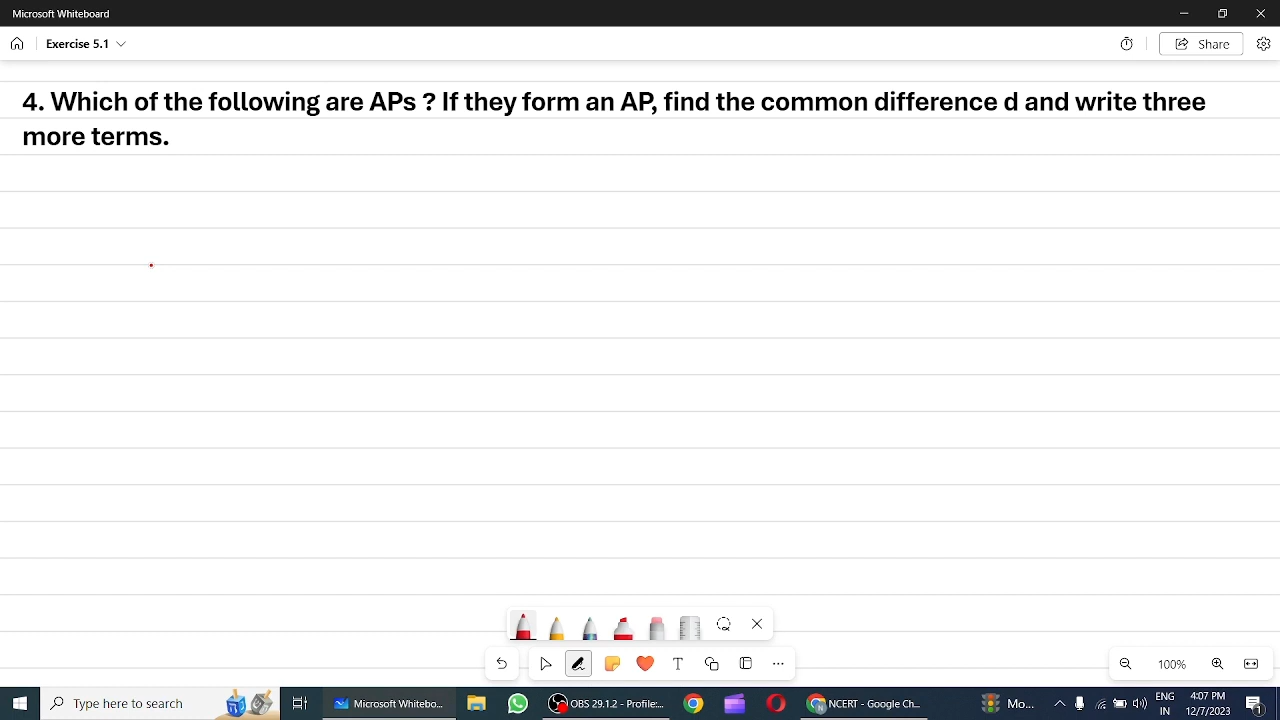 Microsoft Whiteboard
Exercise 5.1
Share
4. Which of the following are APs ? If they form an AP, find the common difference d and write three
more terms.
100%
Type here to search
Microsoft Whitebo...
OBS 29.1.2 - Profile:...
NCERT - Google Ch...
Mo...
ENG
IN
4:07 PM
12/7/2023